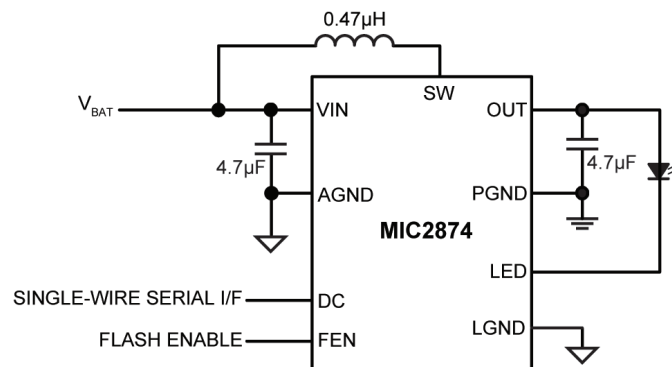 0.47µH
SW
V_BAT
VIN
OUT
4.7µF
4.7µF
AGND
PGND
MIC2874
LED
SINGLE-WIRE SERIAL I/F
DC
LGND
FLASH ENABLE
FEN